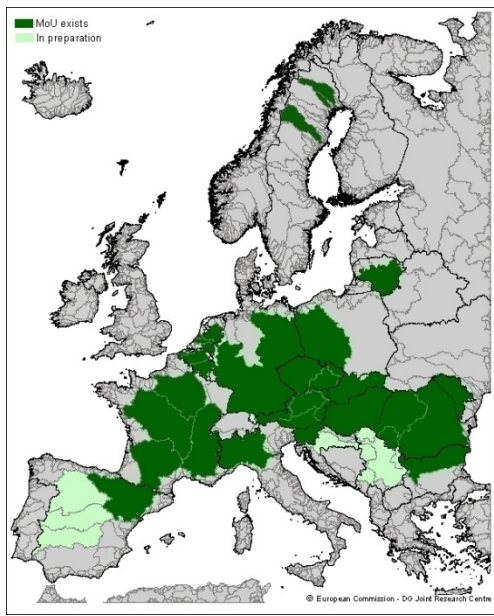 MoU exists
In preparation
© European Commission - DG Joint Research Centre